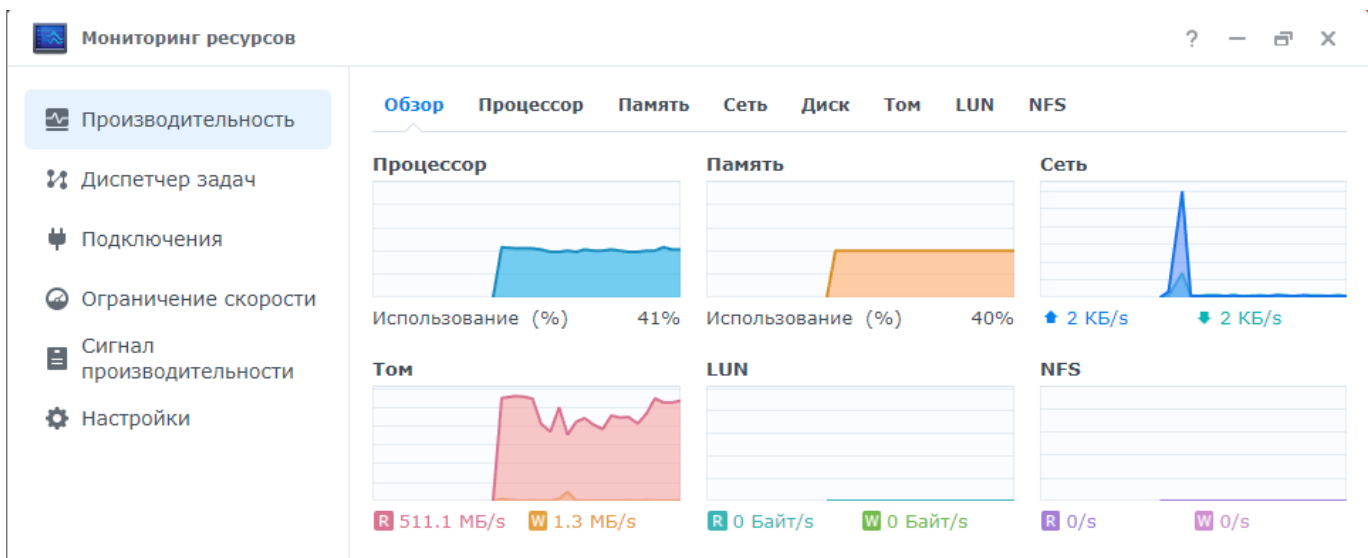 Мониторинг ресурсов
?
Производительность
Диспетчер задач
Подключения
Ограничение скорости
Сигнал
производительности
Настройки
Обзор Процессор Память Сеть Диск Том LUN NFS
Процессор
Использование (%) 41%
Память
Использование (%) 40%
Сеть
2 КБ/s 2 КБ/s
Том
R 511.1 МБ/s W 1.3 МБ/s
LUN
R 0 Байт/s W 0 Байт/s
NFS
R 0/s W 0/s